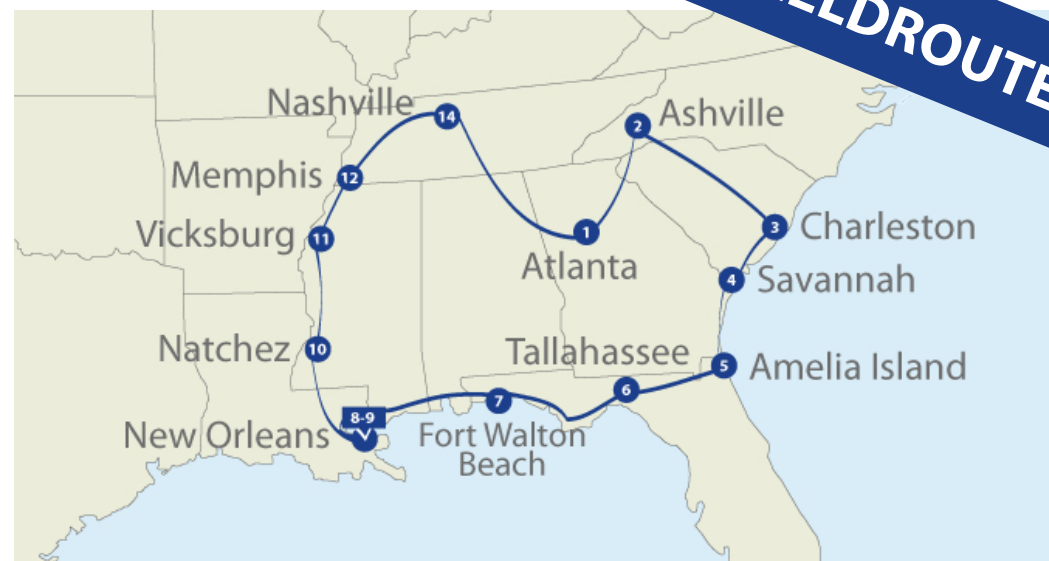 ELDROUTE
Nashville
14
2
Ashville
Memphis
12
Vicksburg
11
1
Atlanta
3
Charleston
4
Savannah
Natchez
10
Tallahassee
5
Amelia Island
6
7
8-9
New Orleans
Fort Walton
Beach